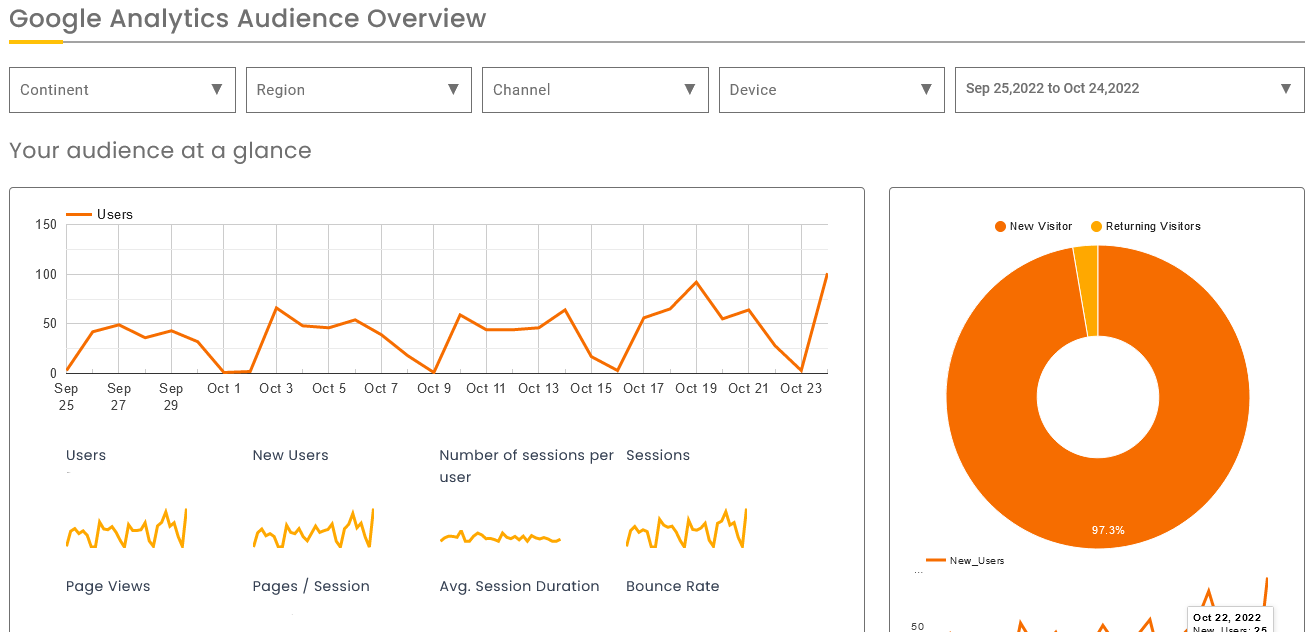 Google Analytics Audience Overview
Continent ▼
Region ▼
Channel ▼
Device ▼
Sep 25,2022 to Oct 24,2022 ▼
Your audience at a glance
Users
150
100
50
0
Sep 25
Sep 27
Sep 29
Oct 1
Oct 3
Oct 5
Oct 7
Oct 9
Oct 11
Oct 13
Oct 15
Oct 17
Oct 19
Oct 21
Oct 23
Users
-
New Users
Number of sessions per
user
Sessions
Page Views
Pages / Session
Avg. Session Duration
Bounce Rate
New Visitor
Returning Visitors
97.3%
New_Users
...
50
Oct 22, 2022
New_Users: 25